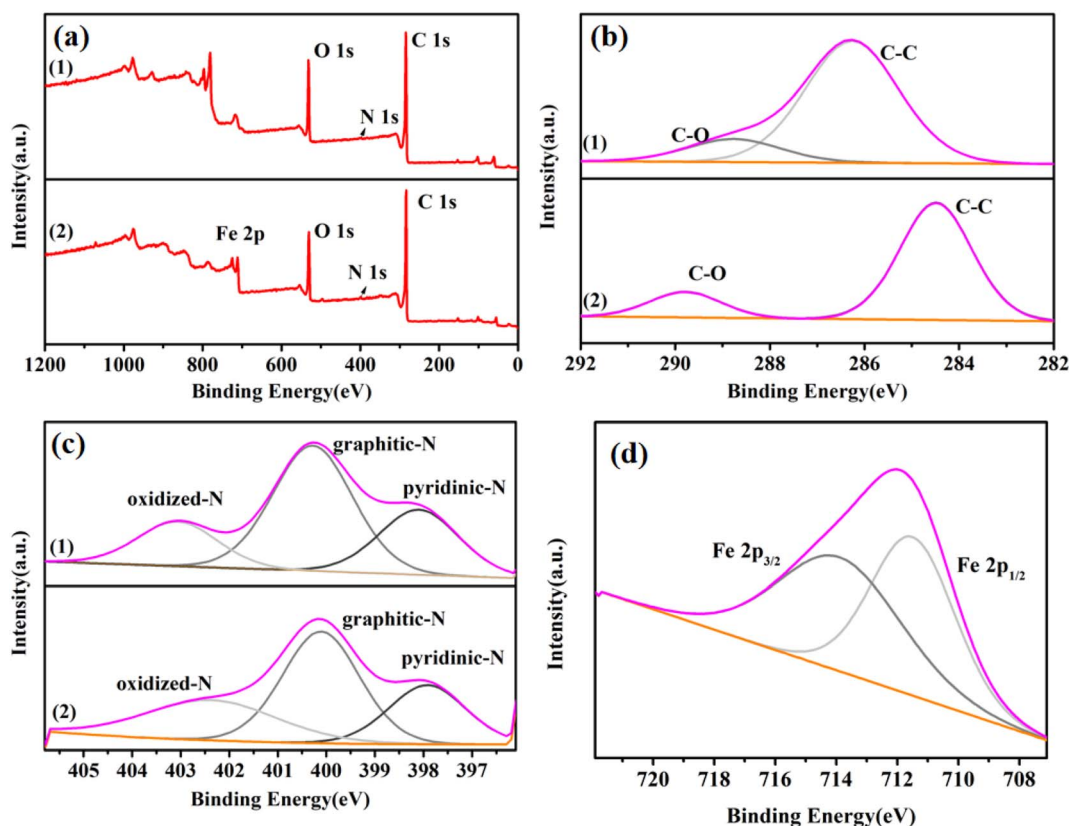 (a)
(1)
O 1s
C 1s
N 1s
(2)
Fe 2p
O 1s
C 1s
N 1s
Intensity(a.u.)
1200 1000 800 600 400 200 0
Binding Energy(eV)
(b)
C-C
C-O
(1)
C-C
C-O
(2)
Intensity(a.u.)
292 290 288 286 284 282
Binding Energy(eV)
(c)
graphitic-N
oxidized-N
pyridinic-N
(1)
graphitic-N
oxidized-N
pyridinic-N
(2)
Intensity(a.u.)
405 404 403 402 401 400 399 398 397
Binding Energy(eV)
(d)
Fe 2p3/2
Fe 2p1/2
Intensity(a.u.)
720 718 716 714 712 710 708
Binding Energy(eV)